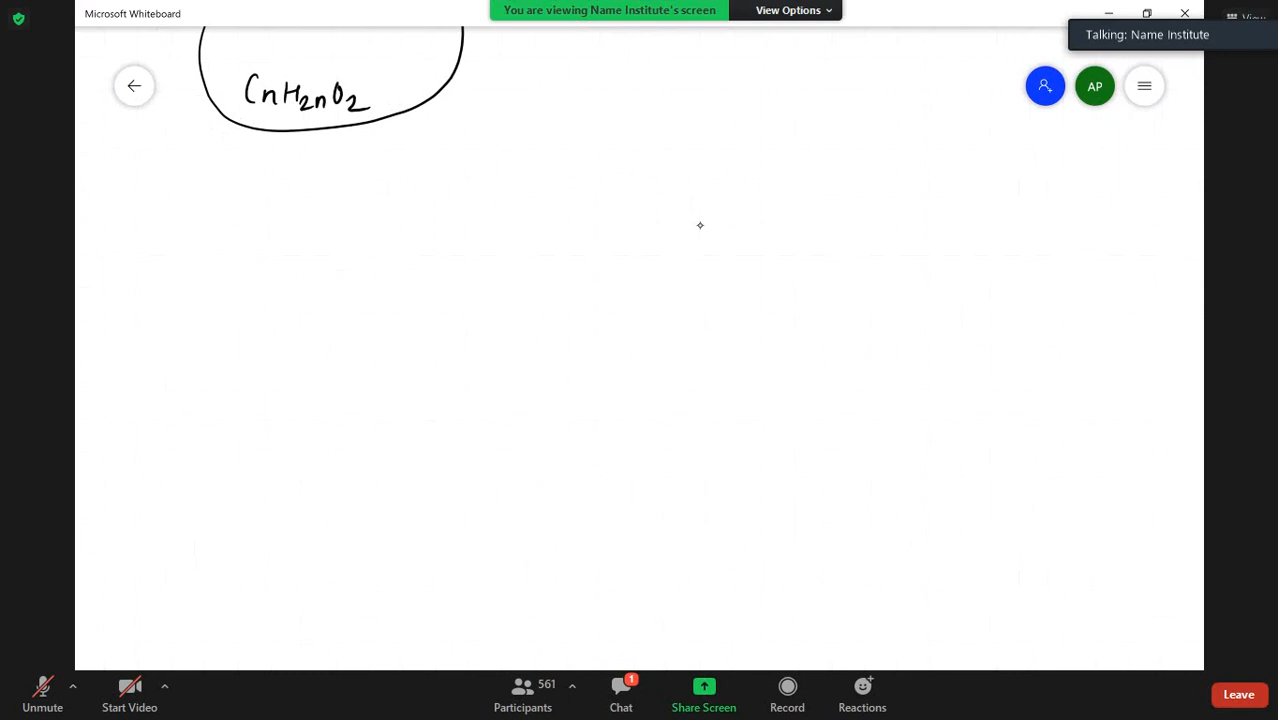 Microsoft Whiteboard
You are viewing Name Institute's screen
View Options
View
Talking: Name Institute
CnH2nO2
AP
Unmute
Start Video
561
Participants
1
Chat
Share Screen
Record
Reactions
Leave